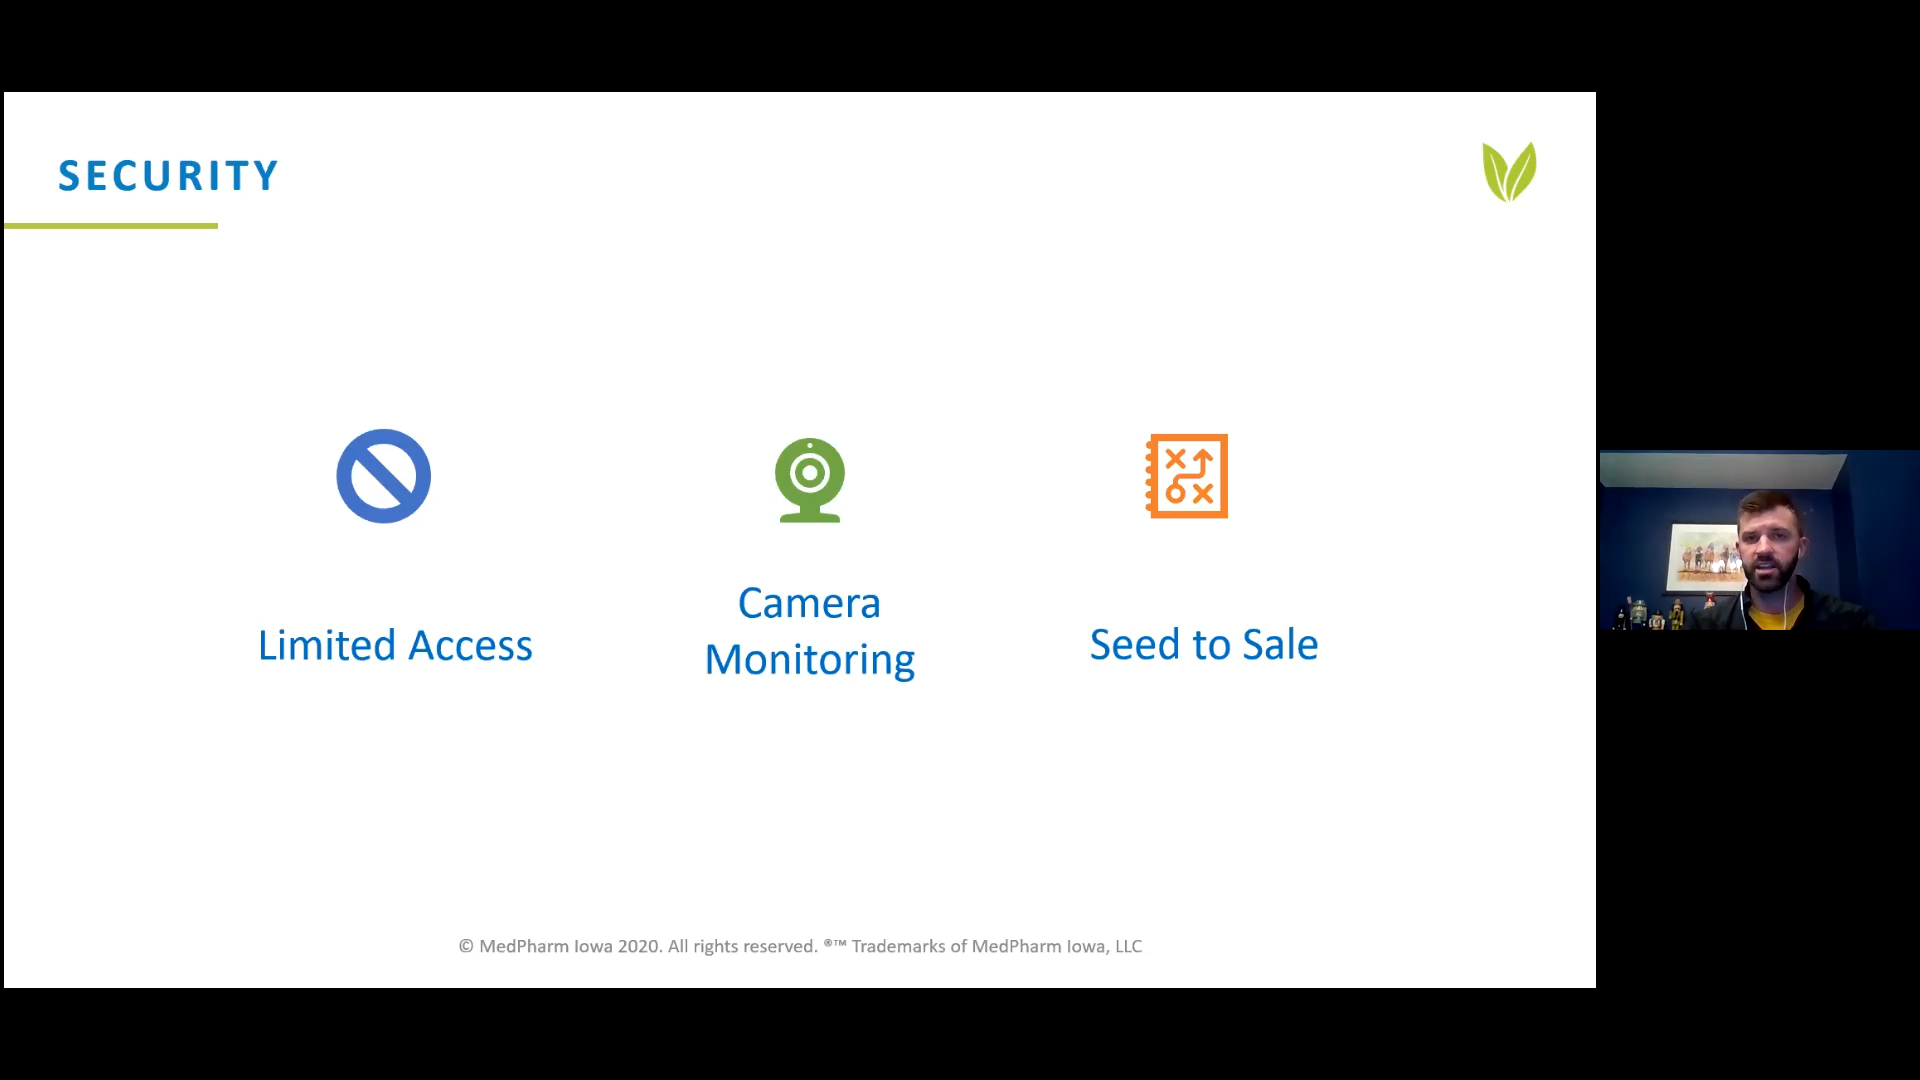 SECURITY
Limited Access
Camera
Monitoring
Seed to Sale
© MedPharm Iowa 2020. All rights reserved. ®™ Trademarks of MedPharm Iowa, LLC